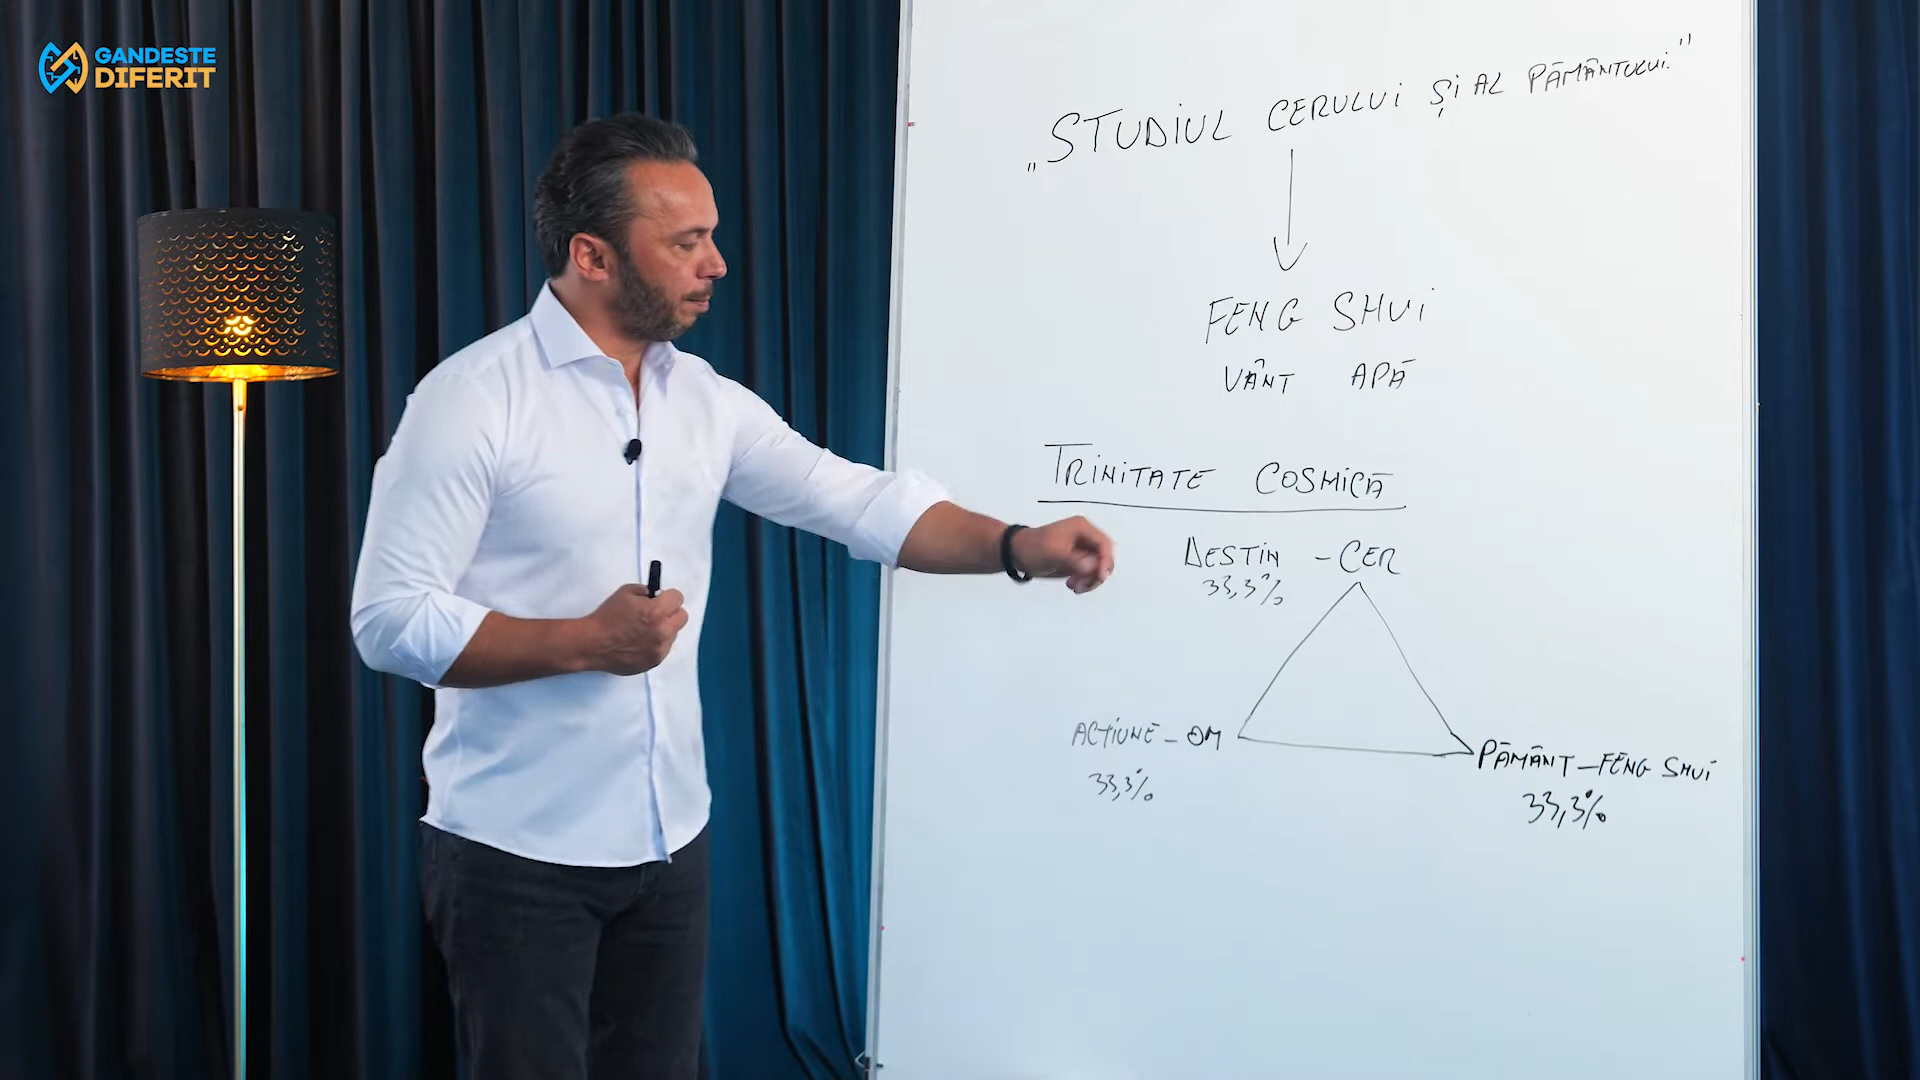 GANDESTE
DIFERIT
„STUDIUL CERULUI ȘI AL PĂMÂNTULUI."
FENG SHUI
VÂNT APĂ
TRINITATE COSMICĂ
DESTIN - CER
33,3%
ACȚIUNE - OM
33,3%
PĂMÂNT - FENG SHUI
33,3%